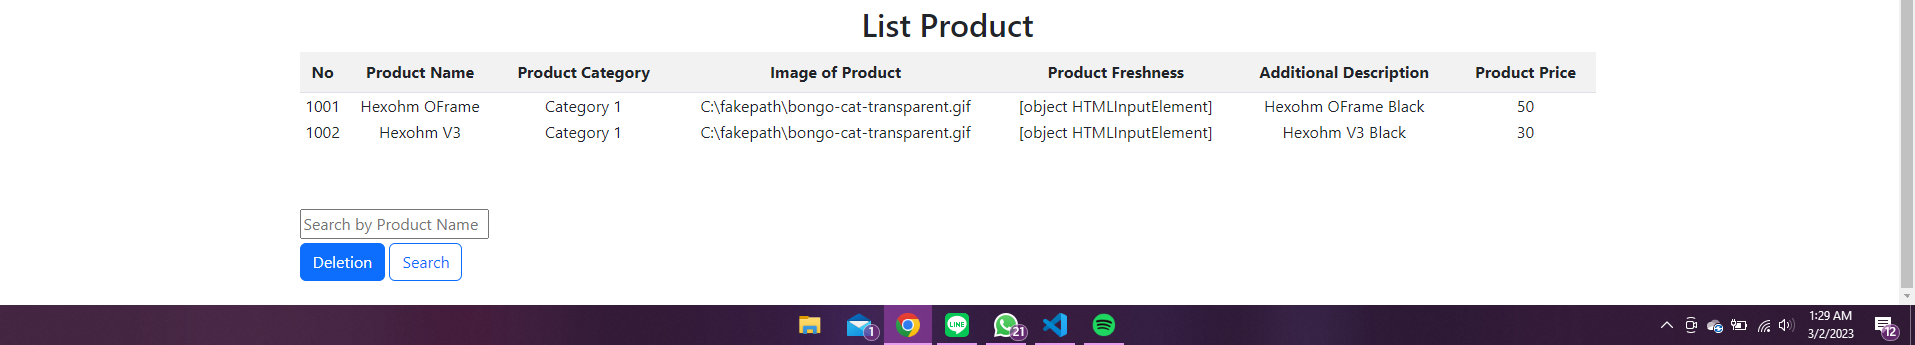 List Product
No Product Name Product Category Image of Product Product Freshness Additional Description Product Price
1001 Hexohm OFrame Category 1 C:\fakepath\bongo-cat-transparent.gif [object HTMLInputElement] Hexohm OFrame Black 50
1002 Hexohm V3 Category 1 C:\fakepath\bongo-cat-transparent.gif [object HTMLInputElement] Hexohm V3 Black 30
Search by Product Name
Deletion Search
1 LINE 21 1:29 AM 12
3/2/2023